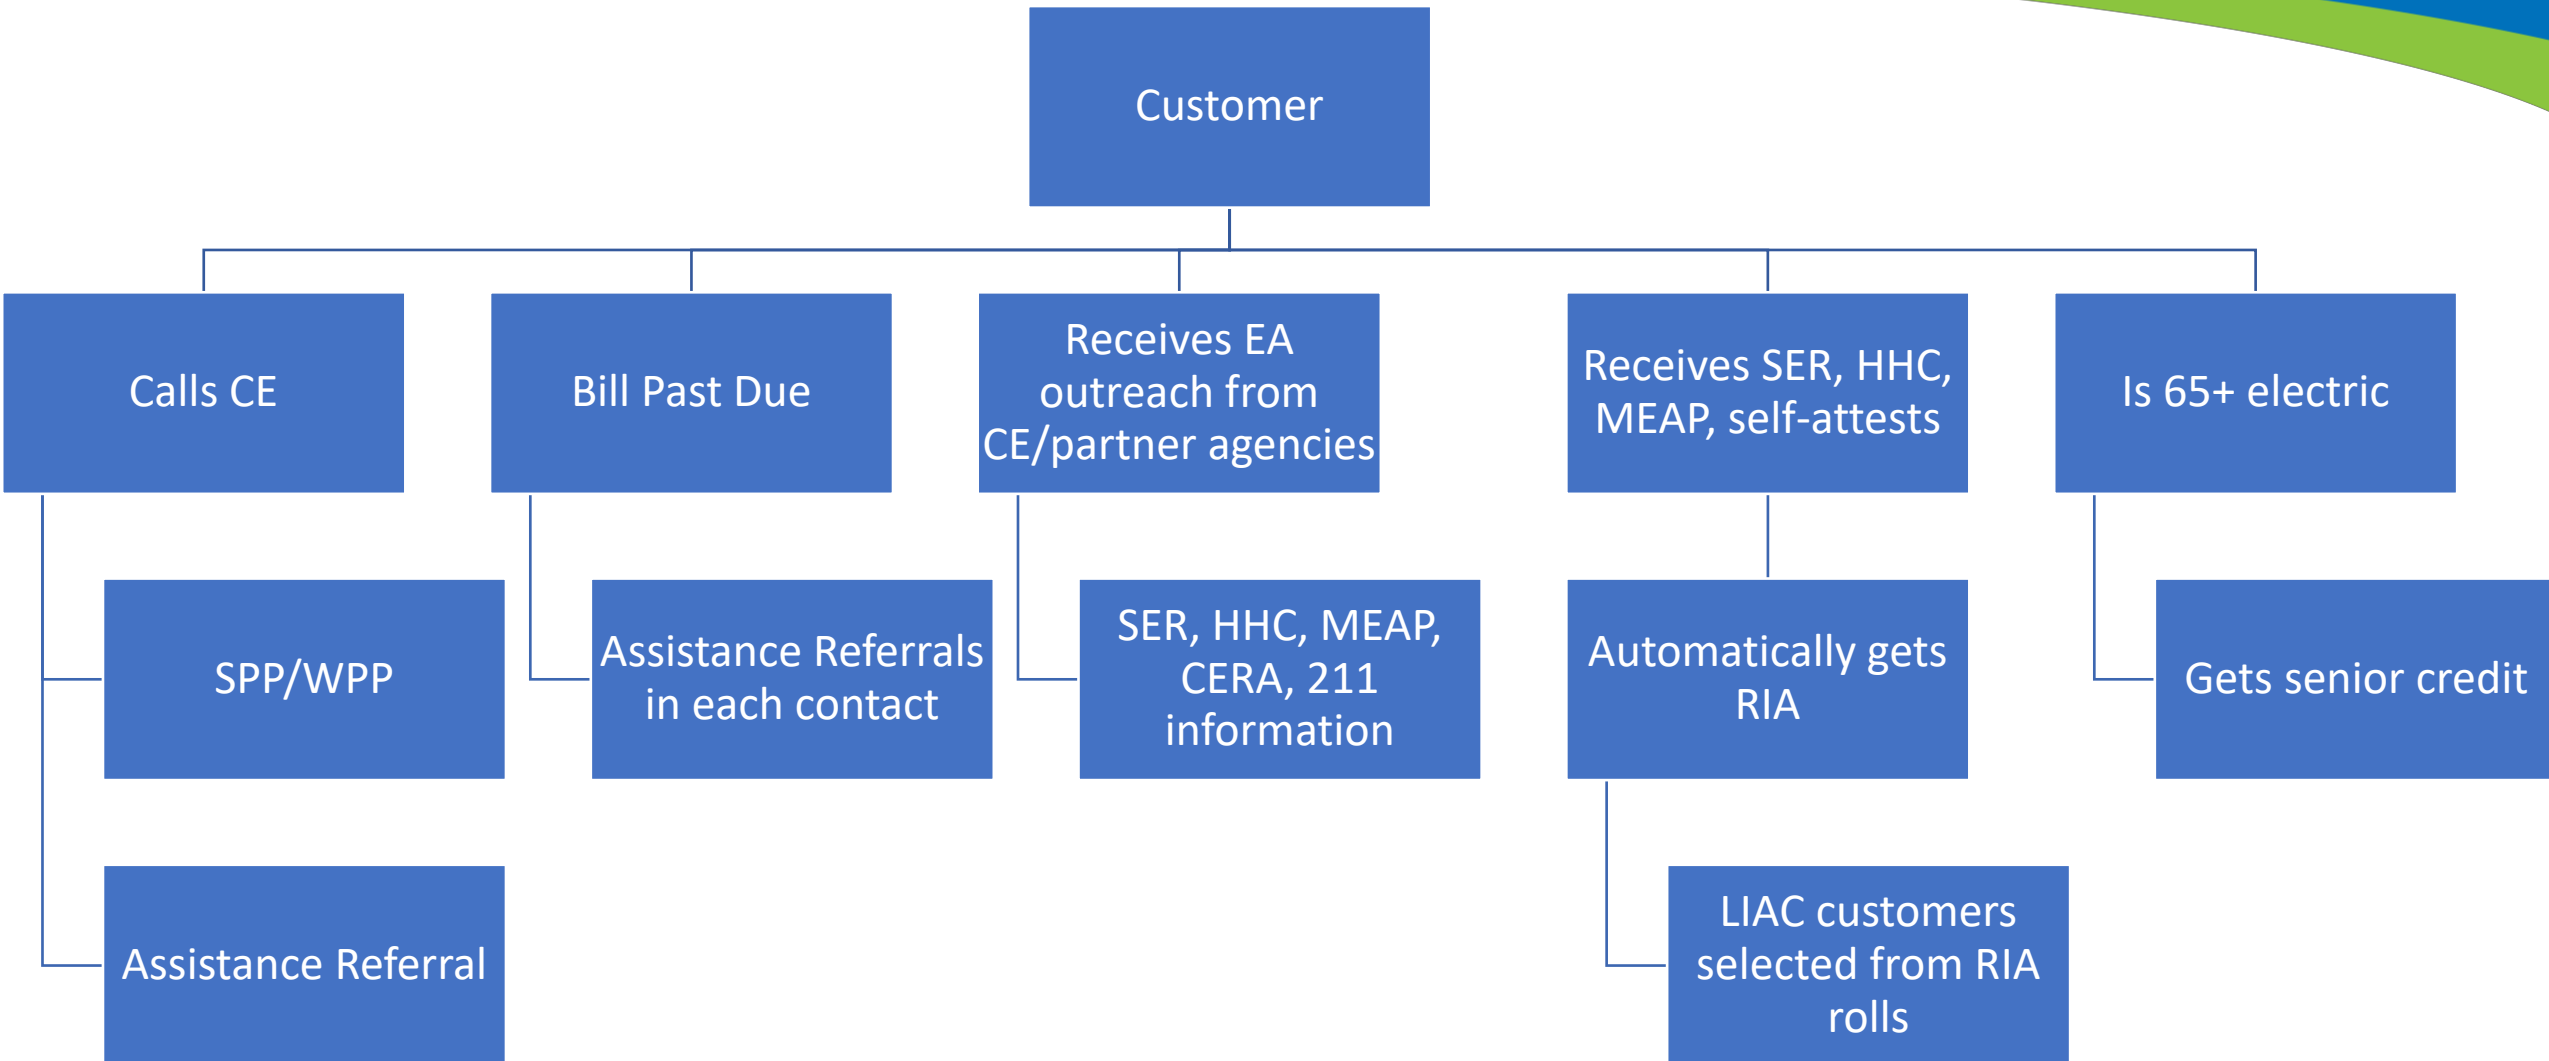 Customer
Calls CE
Bill Past Due
Receives EA
outreach from
CE/partner agencies
Receives SER, HHC,
MEAP, self-attests
Is 65+ electric
SPP/WPP
Assistance Referrals
in each contact
SER, HHC, MEAP,
CERA, 211
information
Automatically gets
RIA
Gets senior credit
Assistance Referral
LIAC customers
selected from RIA
rolls